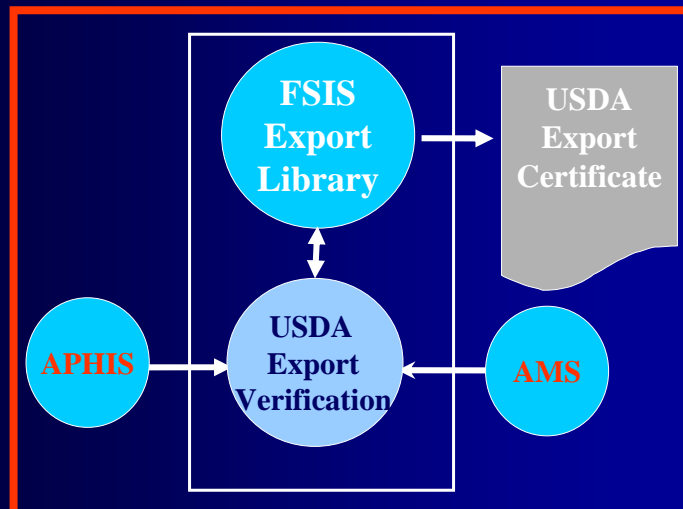 FSIS
Export
Library
USDA
Export
Certificate
APHIS
USDA
Export
Verification
AMS